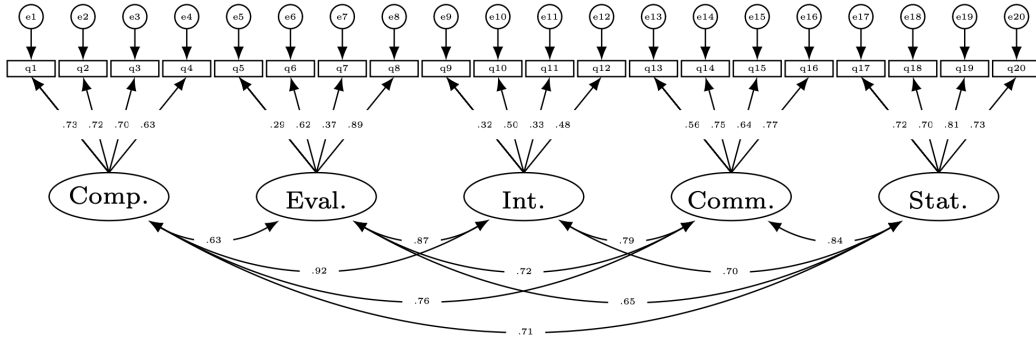 e1 e2 e3 e4 e5 e6 e7 e8 e9 e10 e11 e12 e13 e14 e15 e16 e17 e18 e19 e20
q1 q2 q3 q4 q5 q6 q7 q8 q9 q10 q11 q12 q13 q14 q15 q16 q17 q18 q19 q20
.73 .72 .70 .63 .29 .62 .37 .89 .32 .50 .33 .48 .56 .75 .64 .77 .72 .70 .81 .73
Comp. Eval. Int. Comm. Stat.
.63 .87 .79 .84
.92 .72 .70
.76 .65
.71